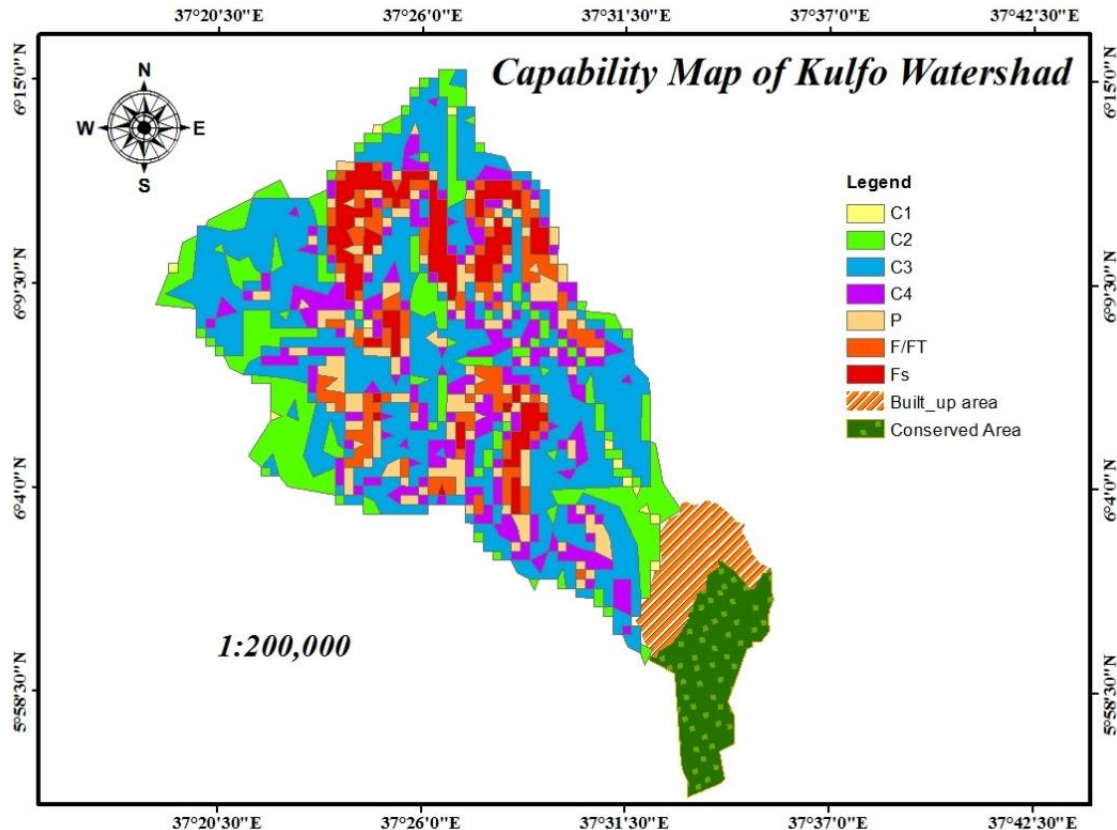 37°20'30"E 37°26'0"E 37°31'30"E 37°37'0"E 37°42'30"E
Capability Map of Kulfo Watershad
6°15'0"N
6°15'0"N
N
W E
S
Legend
C1
C2
C3
C4
P
F/FT
Fs
Built_up area
Conserved Area
6°9'30"N
6°9'30"N
6°4'0"N
6°4'0"N
1:200,000
5°58'30"N
5°58'30"N
37°20'30"E 37°26'0"E 37°31'30"E 37°37'0"E 37°42'30"E